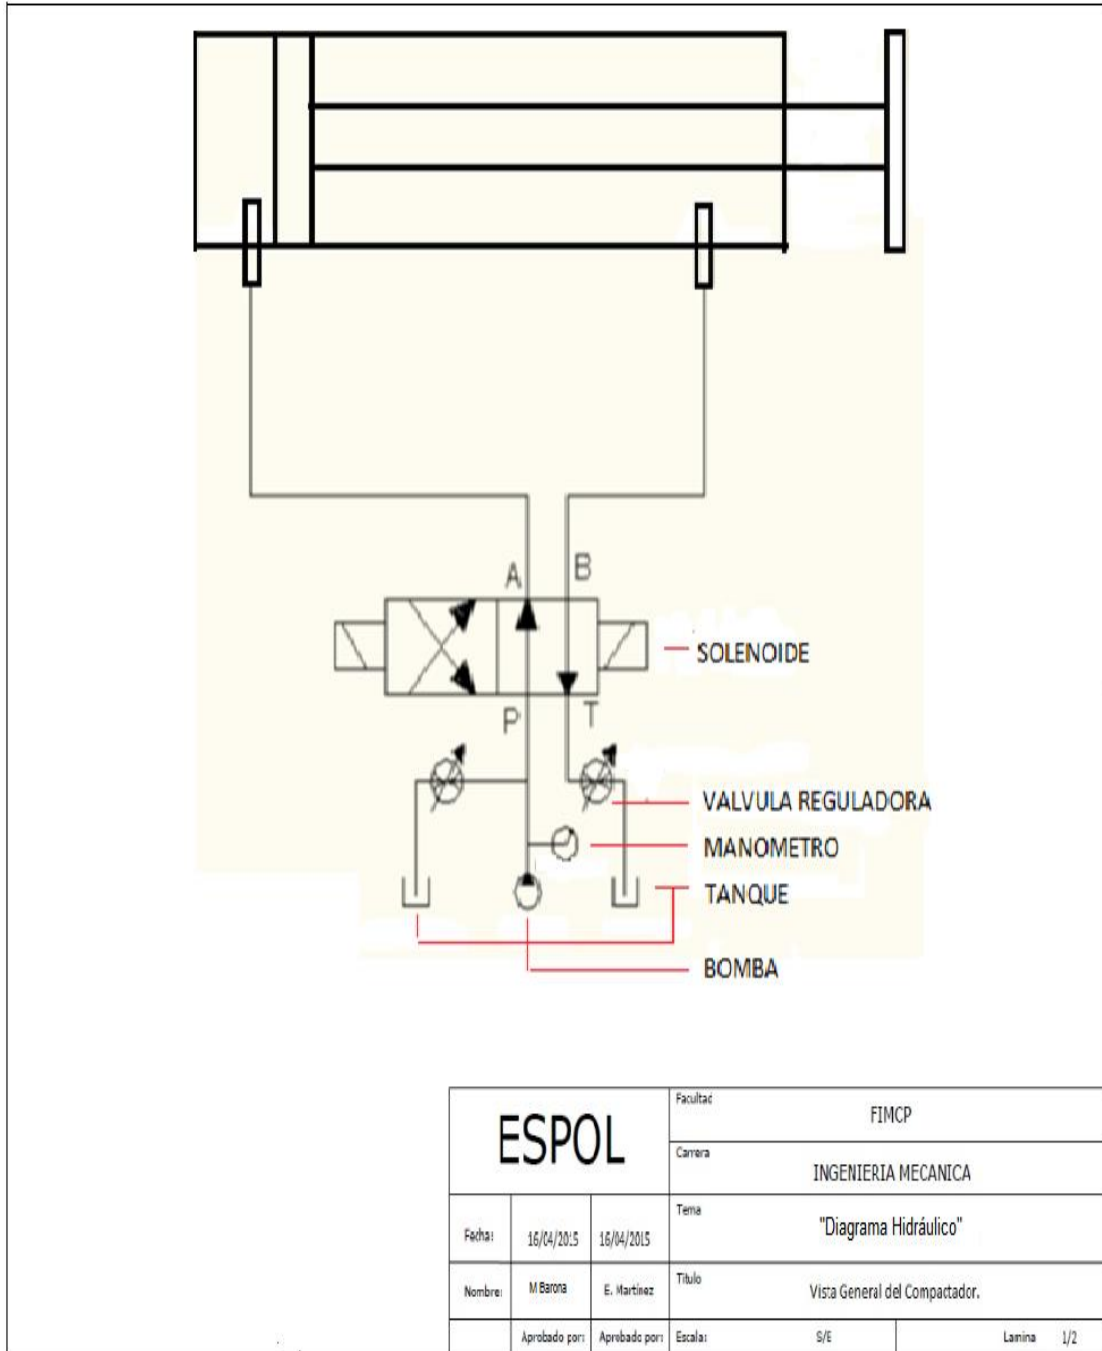 A
B
SOLENOIDE
P
T
VALVULA REGULADORA
MANOMETRO
TANQUE
BOMBA
ESPOL
Facultad
FIMCP
Carrera
INGENIERIA MECANICA
Fecha: 16/04/2015 16/04/2015
Tema
"Diagrama Hidráulico"
Nombre: M Barona E. Martinez
Titulo
Vista General del Compactador.
Aprobado por: Aprobado por: Escala: S/E Lamina 1/2